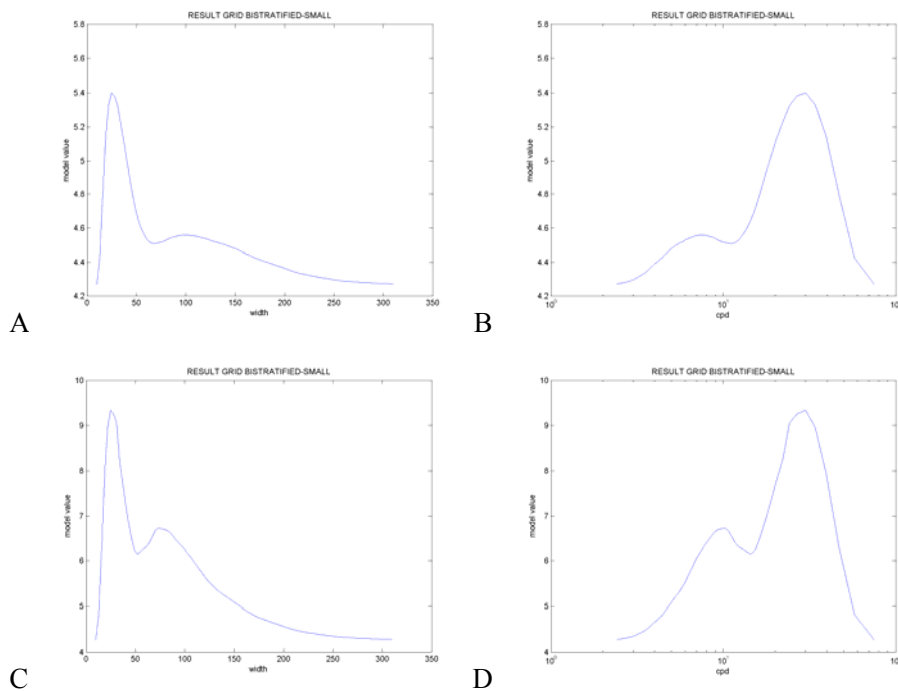 RESULT GRID BISTRATIFIED-SMALL
5.8
5.6
5.4
5.2
5
4.8
4.6
4.4
4.2
model value
0 50 100 150 200 250 300 350
width
A
RESULT GRID BISTRATIFIED-SMALL
5.8
5.6
5.4
5.2
5
4.8
4.6
4.4
4.2
model value
cpd
B
RESULT GRID BISTRATIFIED-SMALL
10
9
8
7
6
5
4
model value
0 50 100 150 200 250 300 350
width
C
RESULT GRID BISTRATIFIED-SMALL
10
9
8
7
6
5
4
model value
cpd
D